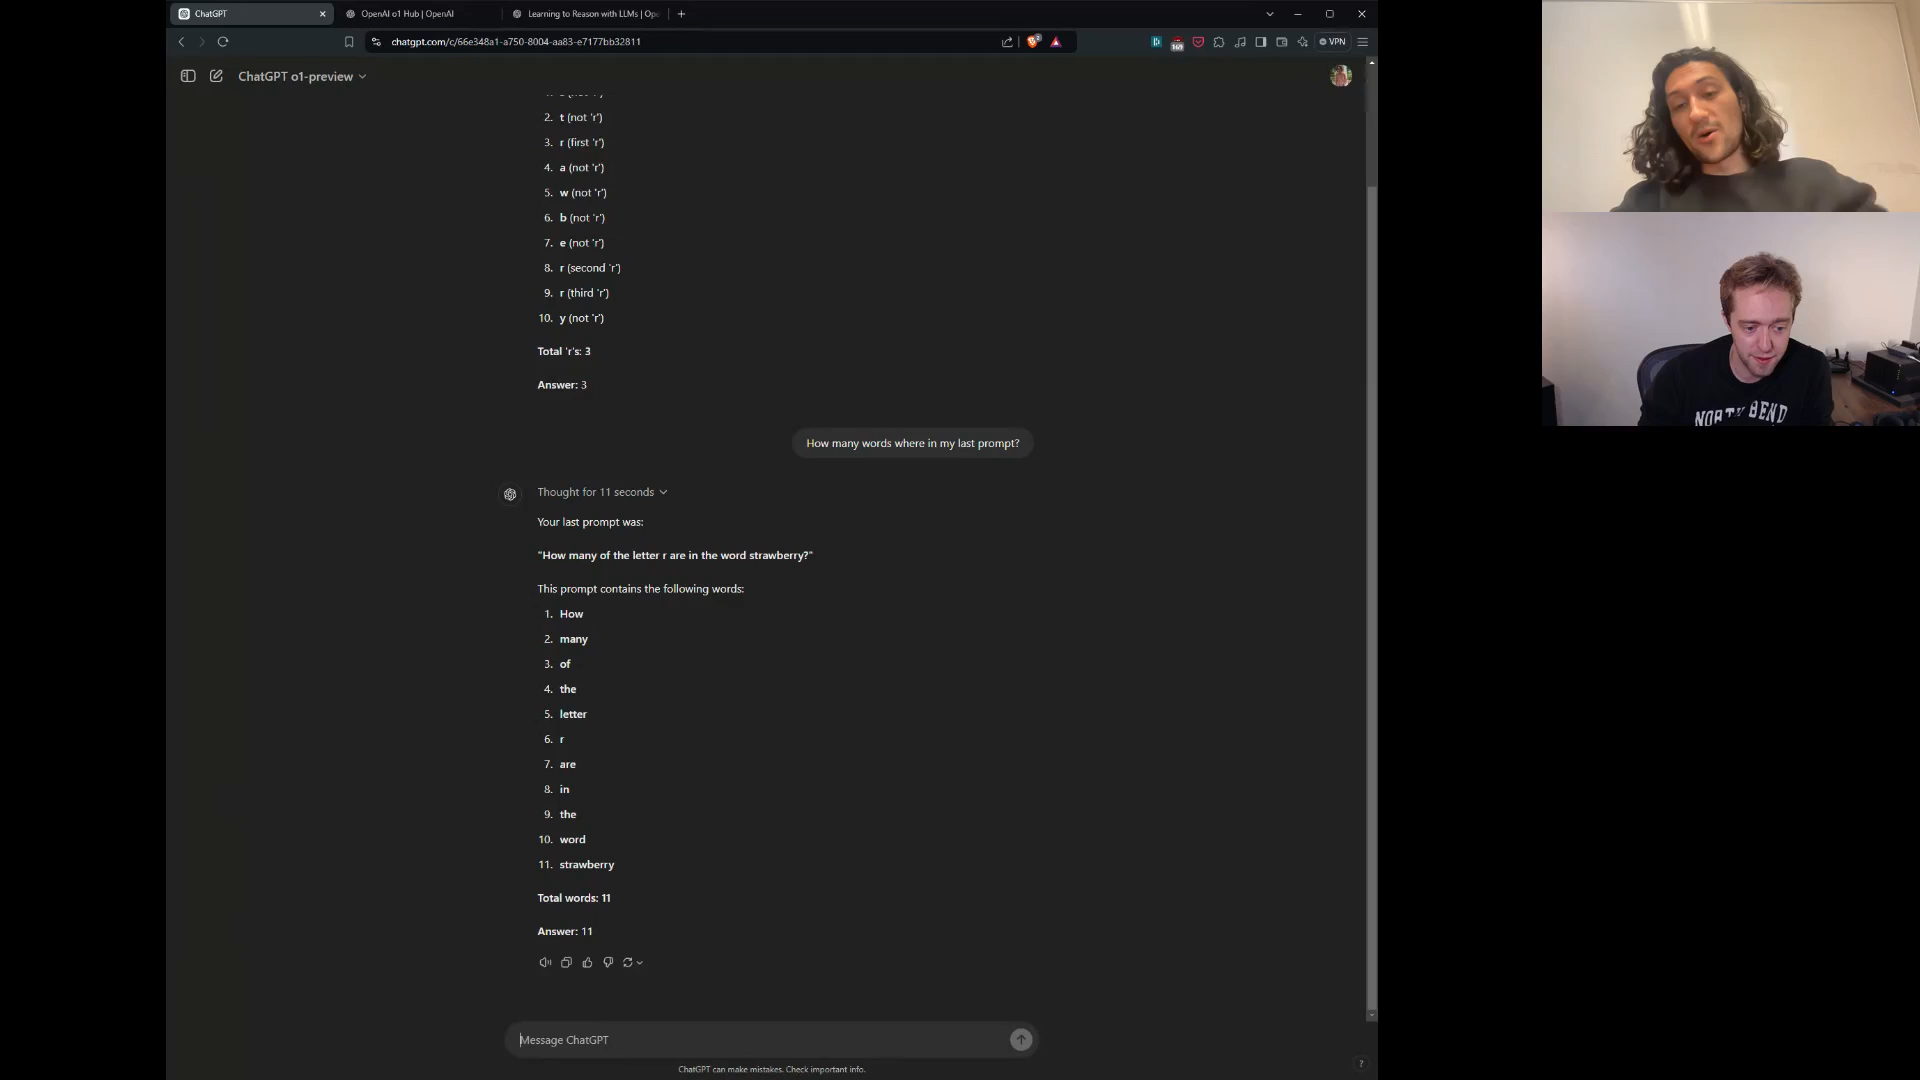 ChatGPT
OpenAI o1 Hub | OpenAI
Learning to Reason with LLMs | Ope
chatgpt.com/c/66e348a1-a750-8004-aa83-e7177bb32811
2
169
VPN
ChatGPT o1-preview
2. t (not 'r')
3. r (first 'r')
4. a (not 'r')
5. w (not 'r')
6. b (not 'r')
7. e (not 'r')
8. r (second 'r')
9. r (third 'r')
10. y (not 'r')
Total 'r's: 3
Answer: 3
How many words where in my last prompt?
Thought for 11 seconds
Your last prompt was:
"How many of the letter r are in the word strawberry?"
This prompt contains the following words:
1. How
2. many
3. of
4. the
5. letter
6. r
7. are
8. in
9. the
10. word
11. strawberry
Total words: 11
Answer: 11
Message ChatGPT
ChatGPT can make mistakes. Check important info.
?
NORTH BEND